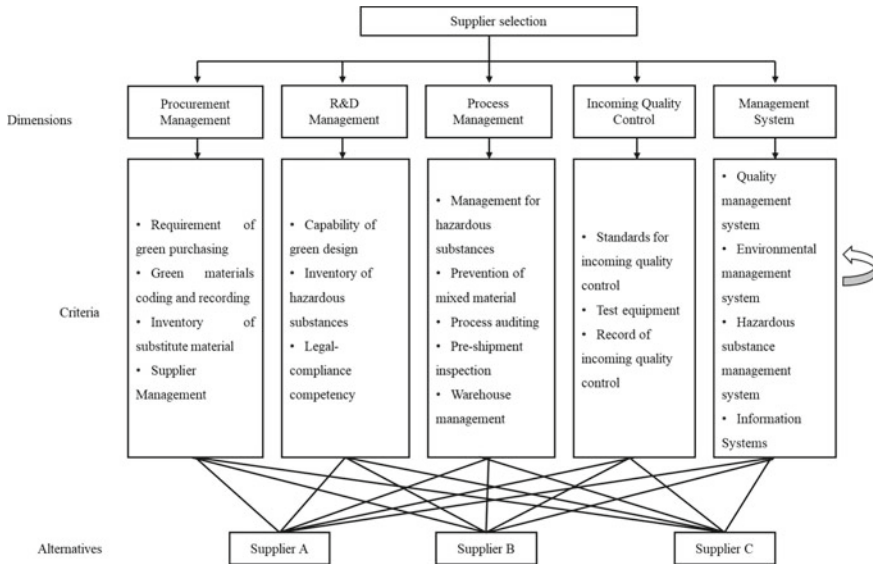 Supplier selection
Dimensions
Procurement
Management
R&D
Management
Process
Management
Incoming Quality
Control
Management
System
Criteria
• Requirement of
green purchasing
• Green materials
coding and recording
• Inventory of
substitute material
• Supplier
Management
• Capability of
green design
• Inventory of
hazardous
substances
• Legal-
compliance
competency
• Management for
hazardous
substances
• Prevention of
mixed material
• Process auditing
• Pre-shipment
inspection
• Warehouse
management
• Standards for
incoming quality
control
• Test equipment
• Record of
incoming quality
control
• Quality
management
system
• Environmental
management
system
• Hazardous
substance
management
system
• Information
Systems
Alternatives
Supplier A
Supplier B
Supplier C